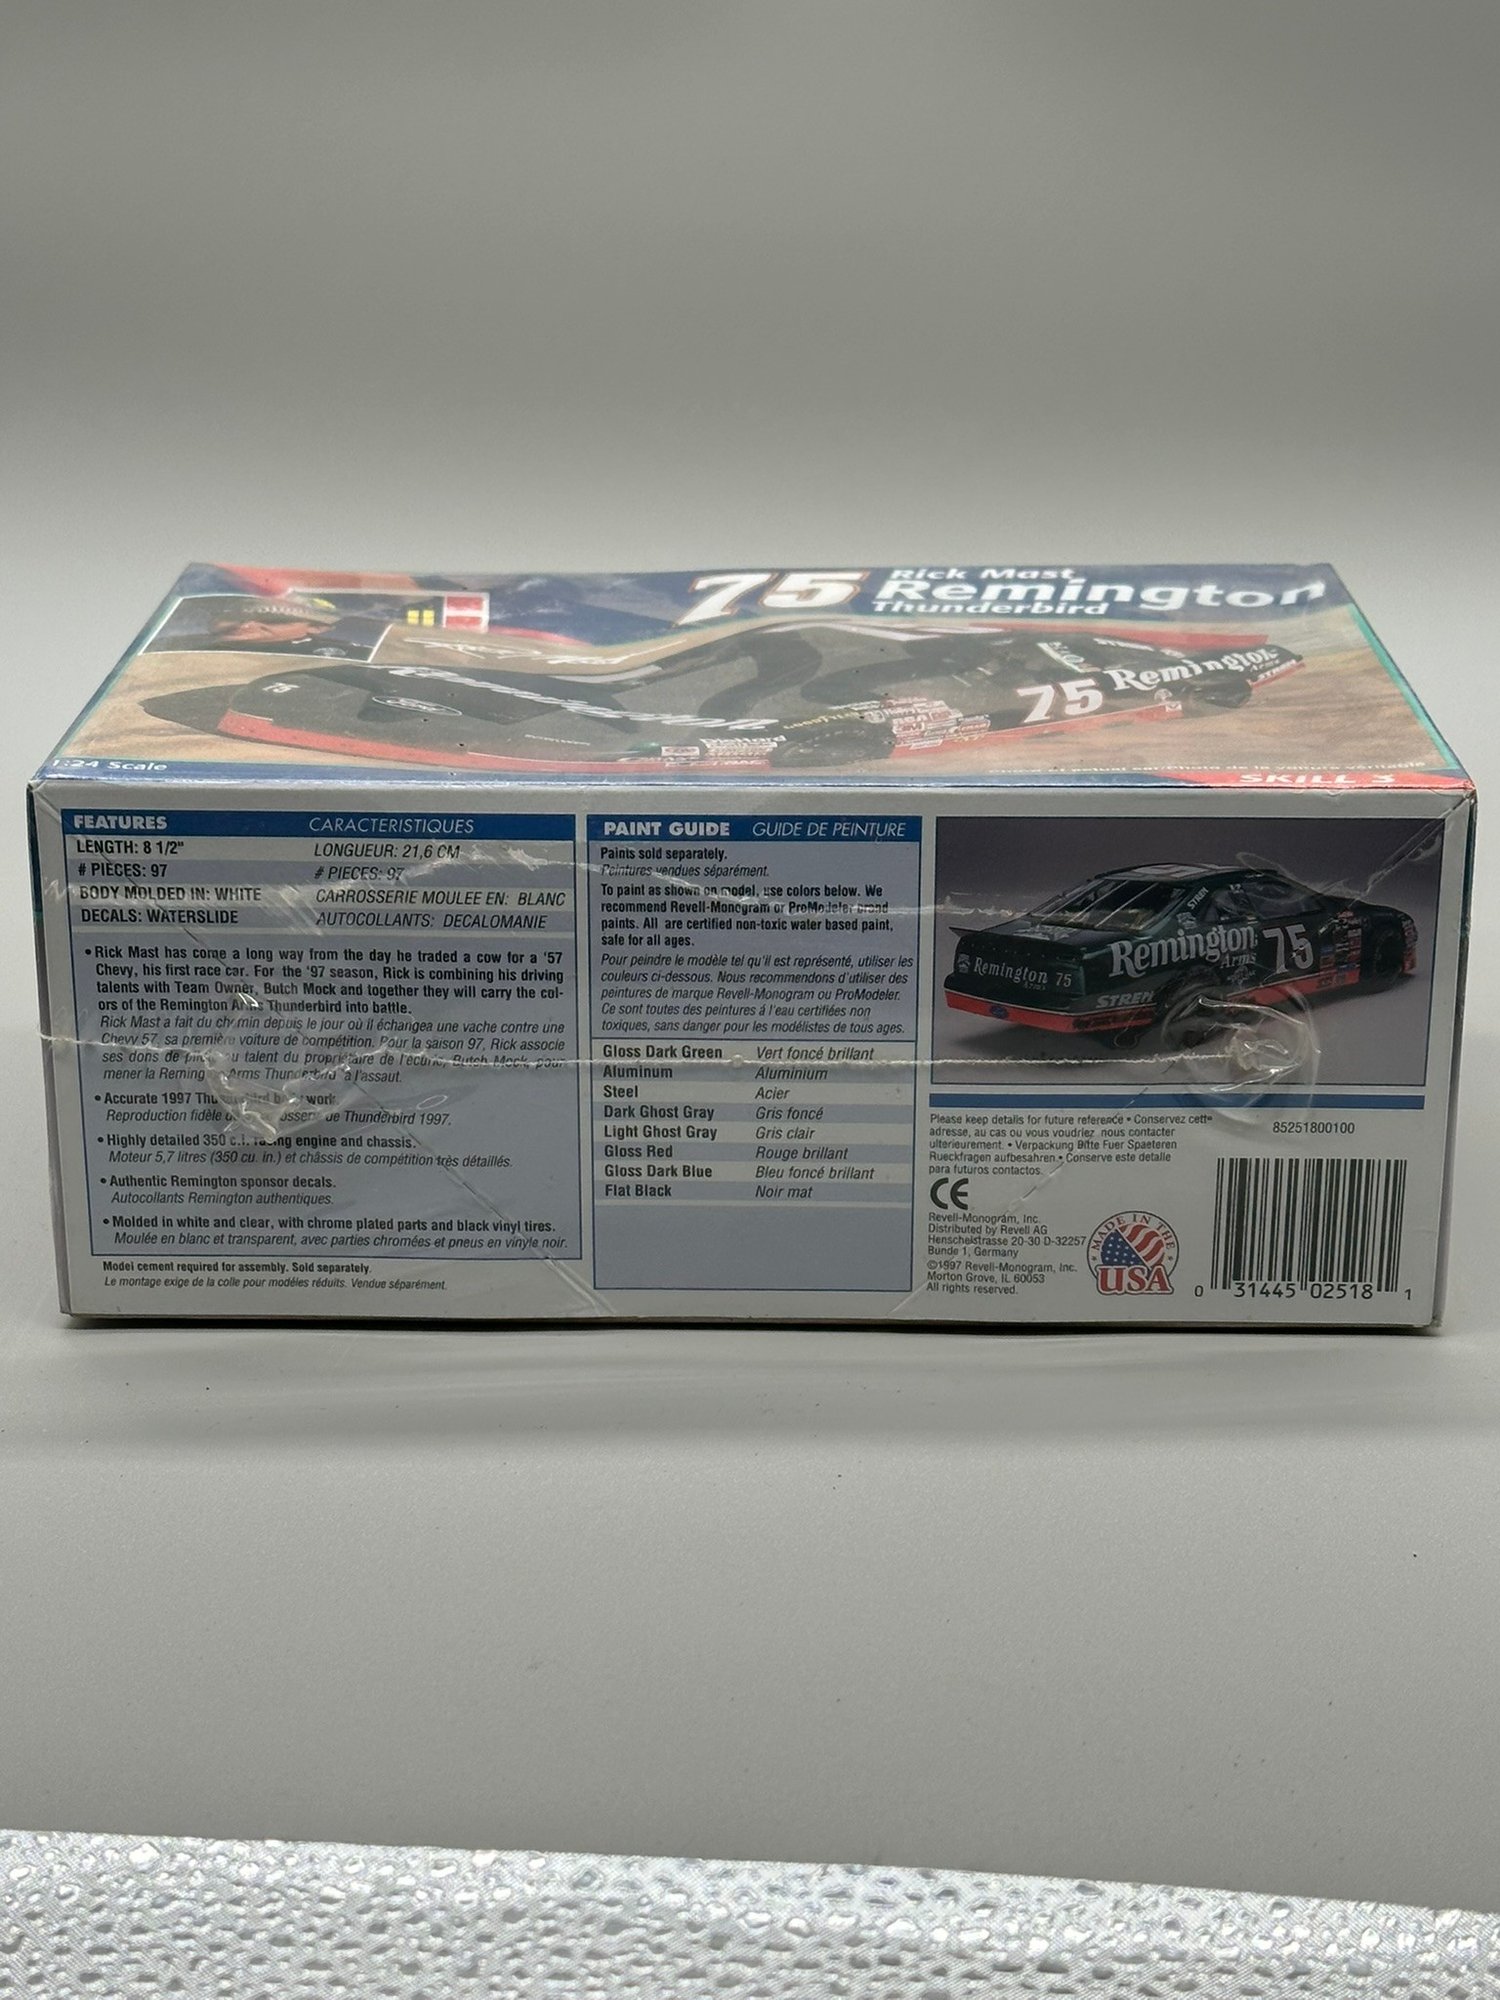 75 Rick Mast
Remington
Thunderbird
75
Ford
Remington
75 Remington
Arms
1:24 Scale
SKILL 3
FEATURES CARACTERISTIQUES
LENGTH: 8 1/2" LONGUEUR: 21,6 CM
# PIECES: 97 # PIECES: 97
BODY MOLDED IN: WHITE CARROSSERIE MOULEE EN: BLANC
DECALS: WATERSLIDE AUTOCOLLANTS: DECALOMANIE
• Rick Mast has come a long way from the day he traded a cow for a '57
Chevy, his first race car. For the '97 season, Rick is combining his driving
talents with Team Owner, Butch Mock and together they will carry the col-
ors of the Remington Arms Thunderbird into battle.
Rick Mast a fait du chemin depuis le jour où il échangea une vache contre une
Chevy 57, sa première voiture de compétition. Pour la saison 97, Rick associe
ses dons de au talent du propriétaire de l'écurie, Butch Mock, pour
mener la Remington Arms Thunderbird à l'assaut.
• Accurate 1997 Thunderbird body work.
Reproduction fidèle de Thunderbird 1997.
• Highly detailed 350 c.i. racing engine and chassis.
Moteur 5,7 litres (350 cu. in.) et châssis de compétition très détaillés.
• Authentic Remington sponsor decals.
Autocollants Remington authentiques.
• Molded in white and clear, with chrome plated parts and black vinyl tires.
Moulée en blanc et transparent, avec parties chromées et pneus en vinyle noir.
Model cement required for assembly. Sold separately.
Le montage exige de la colle pour modèles réduits. Vendue séparément.
PAINT GUIDE GUIDE DE PEINTURE
Paints sold separately.
Peintures vendues séparément.
To paint as shown on model, use colors below. We
recommend Revell-Monogram or ProModeler brand
paints. All are certified non-toxic water based paint,
safe for all ages.
Pour peindre le modèle tel qu'il est représenté, utiliser les
couleurs ci-dessous. Nous recommendons d'utiliser des
peintures de marque Revell-Monogram ou ProModeler.
Ce sont toutes des peintures á l'eau certifiées non
toxiques, sans danger pour les modélistes de tous ages.
Gloss Dark Green Vert foncé brillant
Aluminum Aluminium
Steel Acier
Dark Ghost Gray Gris foncé
Light Ghost Gray Gris clair
Gloss Red Rouge brillant
Gloss Dark Blue Bleu foncé brillant
Flat Black Noir mat
STREN
Remington 75
Arms
Remington 75
Arms
STREN
Please keep details for future reference • Conservez cette
adresse, au cas ou vous voudriez nous contacter
ulterieurement. • Verpackung Bitte Fuer Spaeteren
Rueckfragen aufbesahren • Conserve este detalle
para futuros contactos.
85251800100
CE
Revell-Monogram, Inc.
Distributed by Revell AG
Henschelstrasse 20-30 D-32257
Bunde 1, Germany
©1997 Revell-Monogram, Inc.
Morton Grove, IL 60053
All rights reserved.
MADE IN THE
USA
0 31445 02518 1